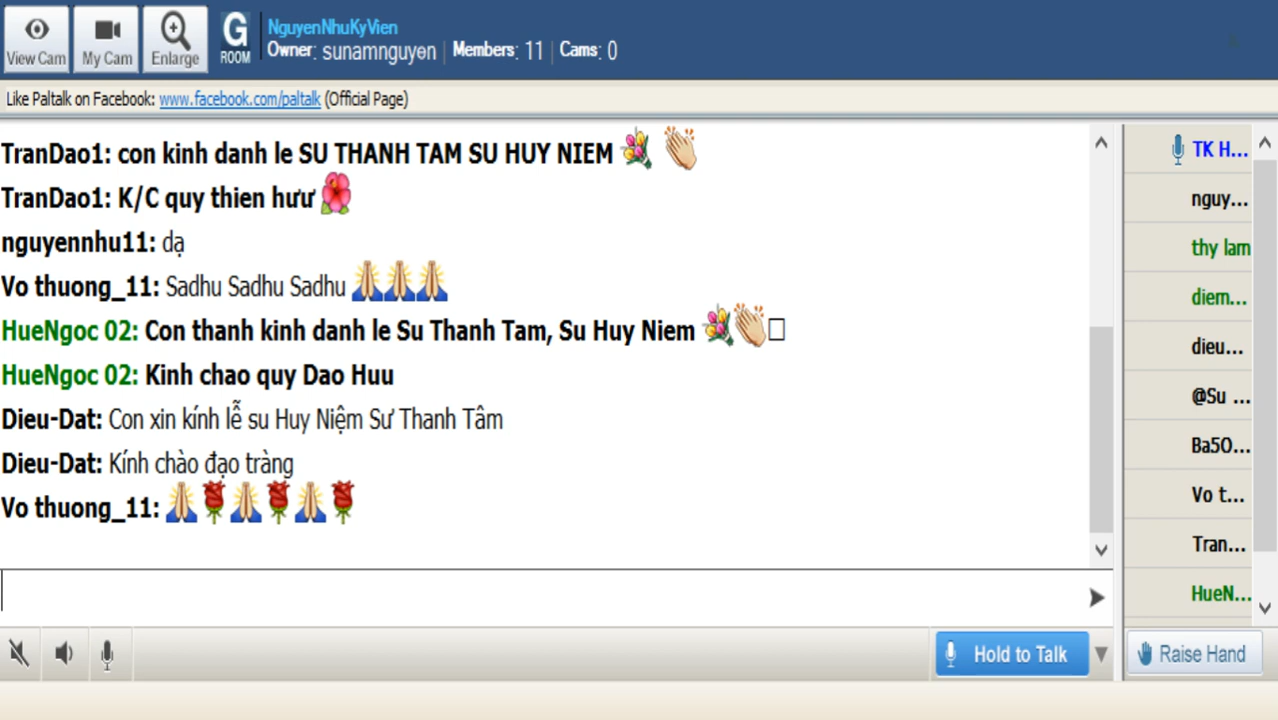 View Cam
My Cam
Enlarge
G
ROOM
NguyenNhuKyVien
Owner: sunamnguyen | Members: 11 | Cams: 0
Like Paltalk on Facebook: www.facebook.com/paltalk (Official Page)
TranDao1: con kinh danh le SU THANH TAM SU HUY NIEM
TranDao1: K/C quy thien hưư
nguyennhu11: dạ
Vo thuong_11: Sadhu Sadhu Sadhu
HueNgoc 02: Con thanh kinh danh le Su Thanh Tam, Su Huy Niem
HueNgoc 02: Kinh chao quy Dao Huu
Dieu-Dat: Con xin kính lễ su Huy Niệm Sư Thanh Tâm
Dieu-Dat: Kính chào đạo tràng
Vo thuong_11:
TK H...
nguy...
thy lam
diem...
dieu...
@Su ...
Ba5O...
Vo t...
Tran...
HueN...
Hold to Talk
Raise Hand